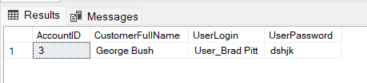 Results Messages
AccountID CustomerFullName UserLogin UserPassword
1 3 George Bush User_Brad Pitt dshjk